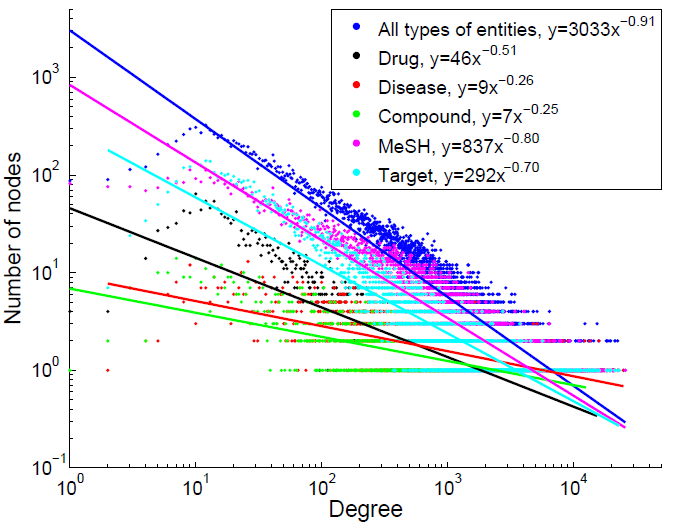 All types of entities, y=3033x^−0.91
Drug, y=46x^−0.51
Disease, y=9x^−0.26
Compound, y=7x^−0.25
MeSH, y=837x^−0.80
Target, y=292x^−0.70
Number of nodes
10^3
10^2
10^1
10^0
10^−1
10^0 10^1 10^2 10^3 10^4
Degree